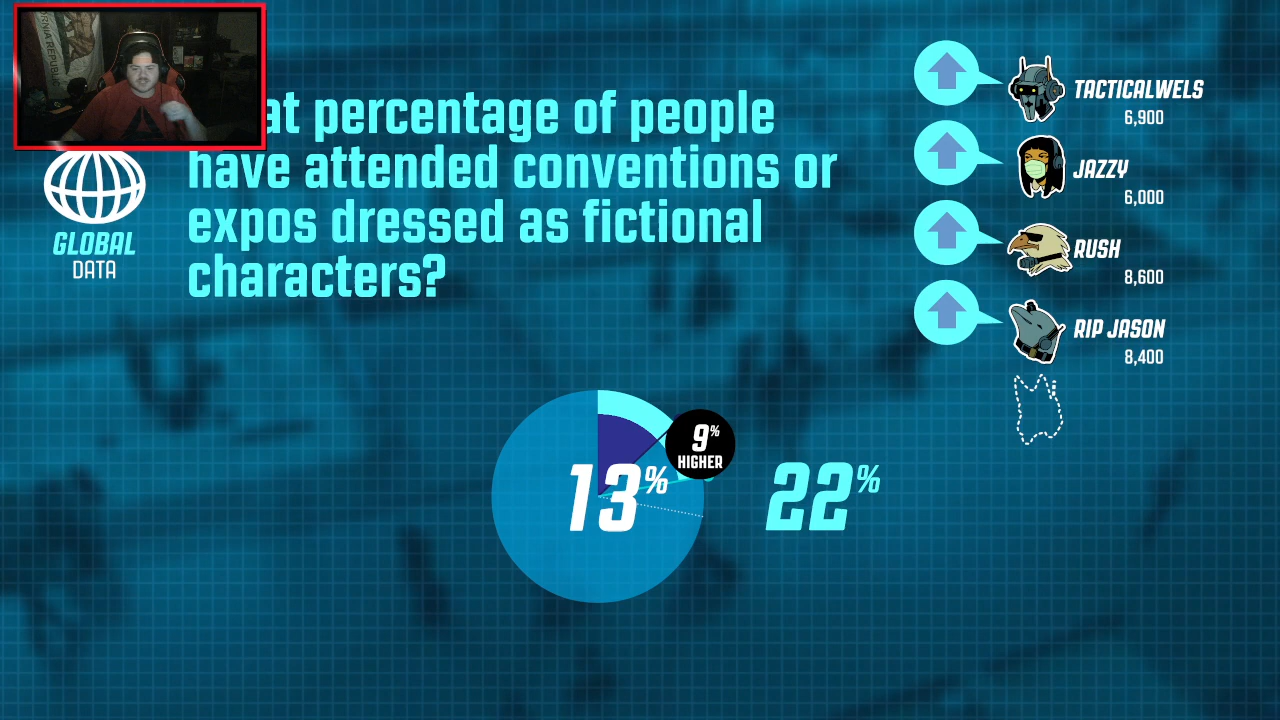 at percentage of people
have attended conventions or
expos dressed as fictional
characters?
GLOBAL
DATA
13%
9%
HIGHER
22%
TACTICALWELS
6,900
JAZZY
6,000
RUSH
8,600
RIP JASON
8,400